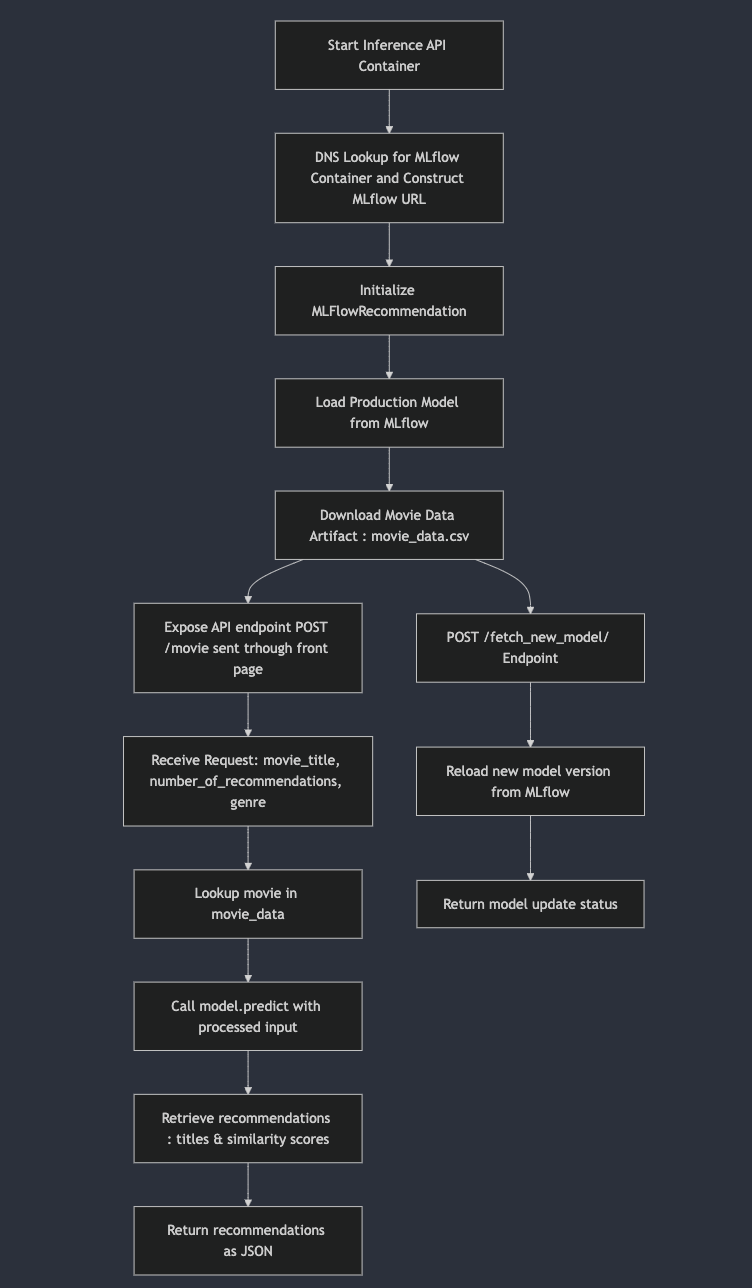 Start Inference API
Container
DNS Lookup for MLflow
Container and Construct
MLflow URL
Initialize
MLFlowRecommendation
Load Production Model
from MLflow
Download Movie Data
Artifact : movie_data.csv
Expose API endpoint POST
/movie sent trhough front
page
Receive Request: movie_title,
number_of_recommendations,
genre
Lookup movie in
movie_data
Call model.predict with
processed input
Retrieve recommendations
: titles & similarity scores
Return recommendations
as JSON
POST /fetch_new_model/
Endpoint
Reload new model version
from MLflow
Return model update status